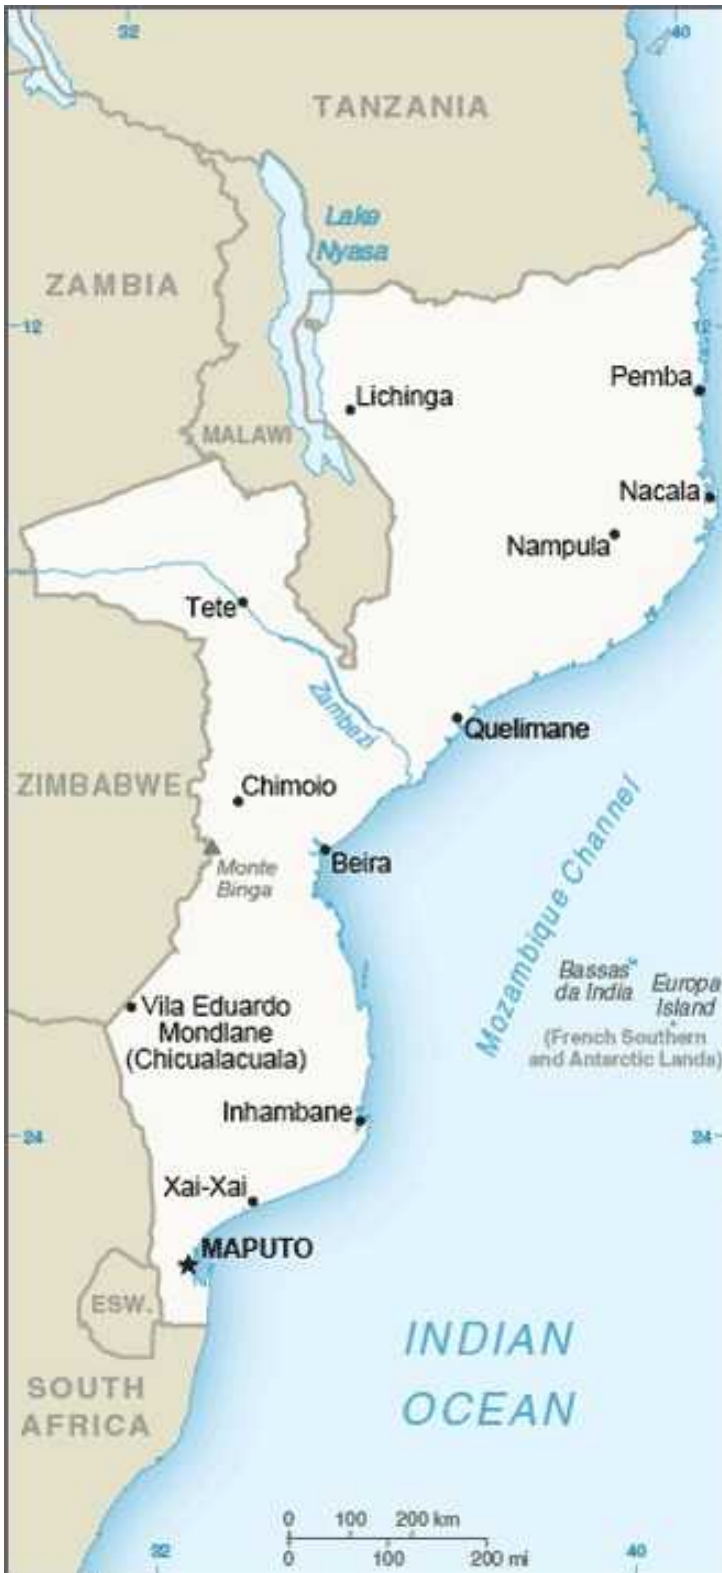 32
40
TANZANIA
Lake
Nyasa
ZAMBIA
12
12
Pemba
Lichinga
MALAWI
Nacala
Nampula
Tete
Zambezi
Quelimane
ZIMBABWE
Chimoio
Mozambique Channel
Beira
Monte
Binga
Bassas
da India
Europa
Island
(French Southern
and Antarctic Lands)
Vila Eduardo
Mondlane
(Chicualacuala)
Inhambane
24
24
Xai-Xai
MAPUTO
ESW.
INDIAN
OCEAN
SOUTH
AFRICA
0 100 200 km
0 100 200 mi
32
40